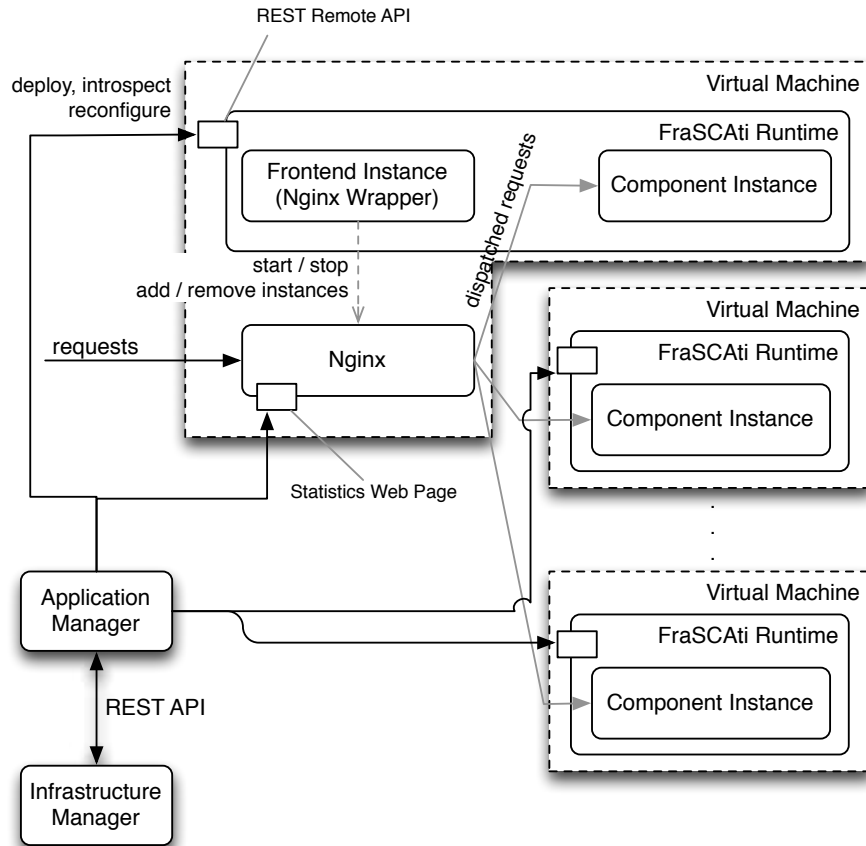 REST Remote API
deploy, introspect
reconfigure
Virtual Machine
FraSCAti Runtime
Frontend Instance
(Nginx Wrapper)
Component Instance
dispatched requests
start / stop
add / remove instances
requests
Nginx
Statistics Web Page
Virtual Machine
FraSCAti Runtime
Component Instance
.
.
.
Application
Manager
REST API
Infrastructure
Manager
Virtual Machine
FraSCAti Runtime
Component Instance